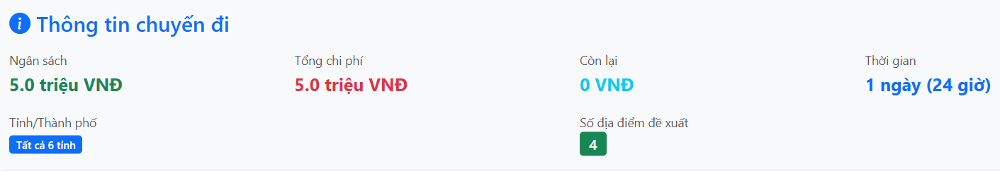 Thông tin chuyến đi
Ngân sách
5.0 triệu VNĐ
Tổng chi phí
5.0 triệu VNĐ
Còn lại
0 VNĐ
Thời gian
1 ngày (24 giờ)
Tỉnh/Thành phố
Tất cả 6 tỉnh
Số địa điểm đề xuất
4